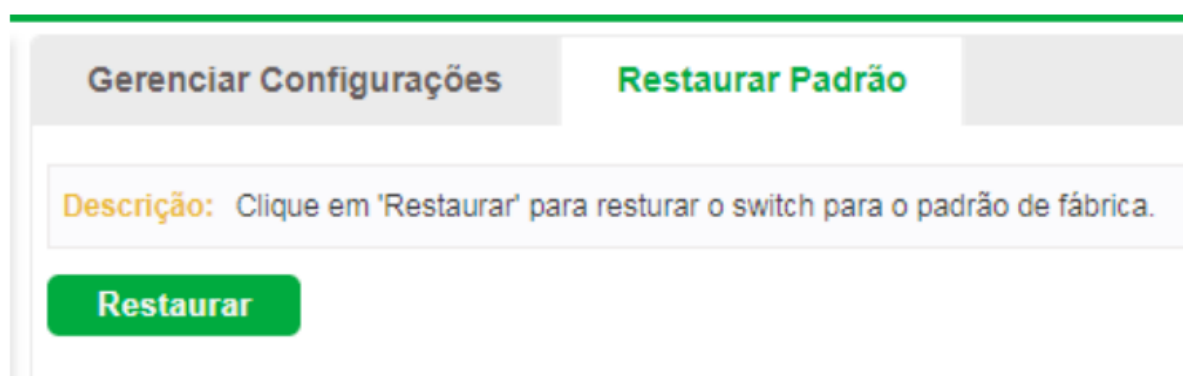 Gerenciar Configurações Restaurar Padrão
Descrição: Clique em 'Restaurar' para resturar o switch para o padrão de fábrica.
Restaurar